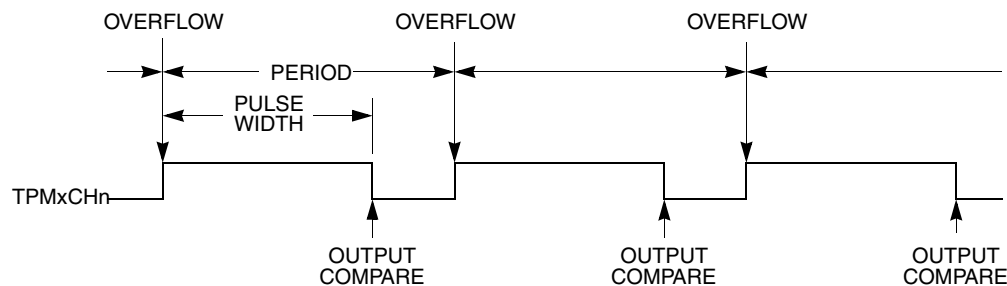 OVERFLOW
OVERFLOW
OVERFLOW
PERIOD
PULSE
WIDTH
TPMxCHn
OUTPUT
COMPARE
OUTPUT
COMPARE
OUTPUT
COMPARE